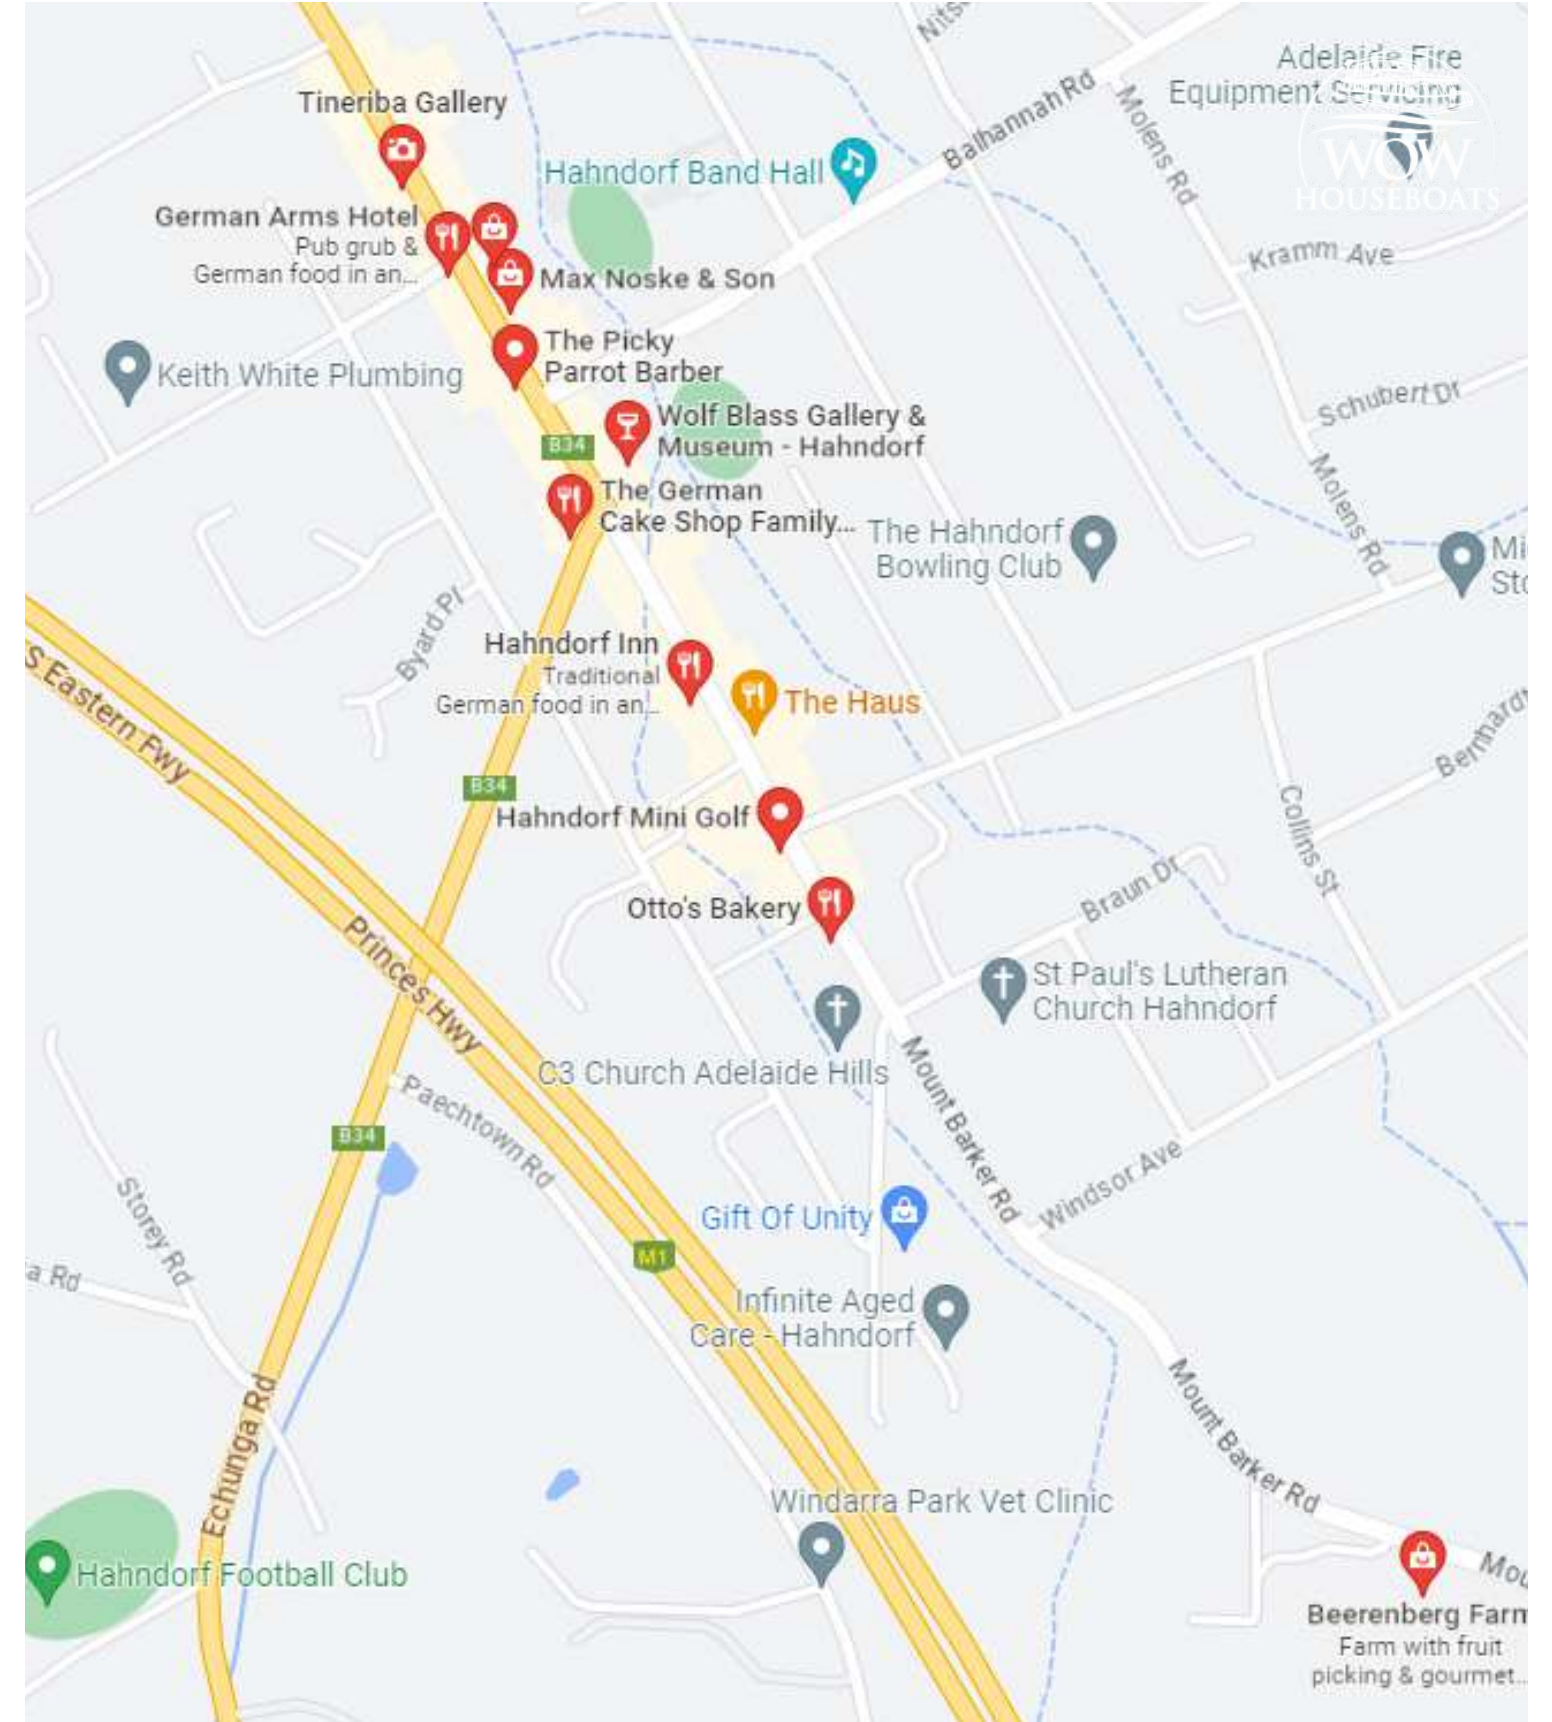 Nits
Adelaide Fire
Equipment Servicing
WOW
HOUSEBOATS
Tineriba Gallery
Balhannah Rd
Molens Rd
Hahndorf Band Hall
German Arms Hotel
Pub grub &
German food in an...
Kramm Ave
Max Noske & Son
The Picky
Parrot Barber
Keith White Plumbing
Schubert Dr
Wolf Blass Gallery &
Museum - Hahndorf
B34
The German
Cake Shop Family...
Molens Rd
The Hahndorf
Bowling Club
Mi
Sto
Byard Pl
Hahndorf Inn
Traditional
German food in an...
The Haus
S Eastern Fwy
Bernhardt
B34
Hahndorf Mini Golf
Collins St
Braun Dr
Otto's Bakery
Princes Hwy
St Paul's Lutheran
Church Hahndorf
C3 Church Adelaide Hills
Mount Barker Rd
Paechtown Rd
B34
Windsor Ave
Storey Rd
Gift Of Unity
M1
a Rd
Infinite Aged
Care - Hahndorf
Mount Barker Rd
Echunga Rd
Windarra Park Vet Clinic
Hahndorf Football Club
Mou
Beerenberg Farm
Farm with fruit
picking & gourmet...